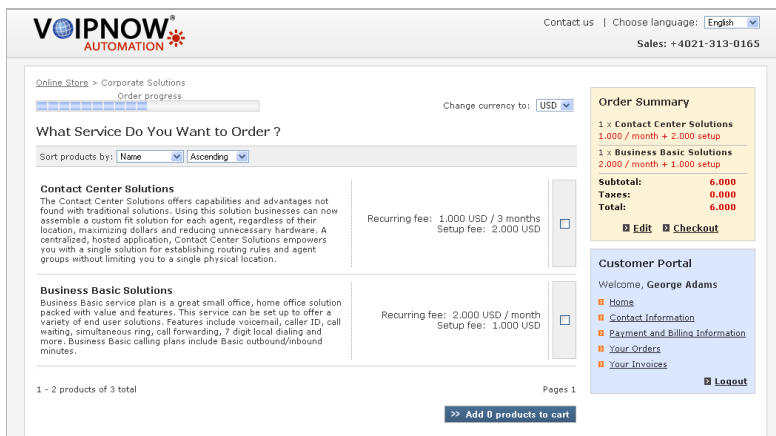 VOIPNOW®
AUTOMATION
Contact us | Choose language: English
Sales: +4021-313-0165
Online Store > Corporate Solutions
Order progress
Change currency to: USD
What Service Do You Want to Order ?
Sort products by: Name Ascending
Contact Center Solutions
The Contact Center Solutions offers capabilities and advantages not
found with traditional solutions. Using this solution businesses can now
assemble a custom fit solution for each agent, regardless of their
location, maximizing dollars and reducing unnecessary hardware. A
centralized, hosted application, Contact Center Solutions empowers
you with a single solution for establishing routing rules and agent
groups without limiting you to a single physical location.
Recurring fee: 1.000 USD / 3 months
Setup fee: 2.000 USD
Business Basic Solutions
Business Basic service plan is a great small office, home office solution
packed with value and features. This service can be set up to offer a
variety of end user solutions. Features include voicemail, caller ID, call
waiting, simultaneous ring, call forwarding, 7 digit local dialing and
more. Business Basic calling plans include Basic outbound/inbound
minutes.
Recurring fee: 2.000 USD / month
Setup fee: 1.000 USD
1 - 2 products of 3 total
Pages 1
>> Add 0 products to cart
Order Summary
1 x Contact Center Solutions
1.000 / month + 2.000 setup
1 x Business Basic Solutions
2.000 / month + 1.000 setup
Subtotal: 6.000
Taxes: 0.000
Total: 6.000
Edit Checkout
Customer Portal
Welcome, George Adams
Home
Contact Information
Payment and Billing Information
Your Orders
Your Invoices
Logout